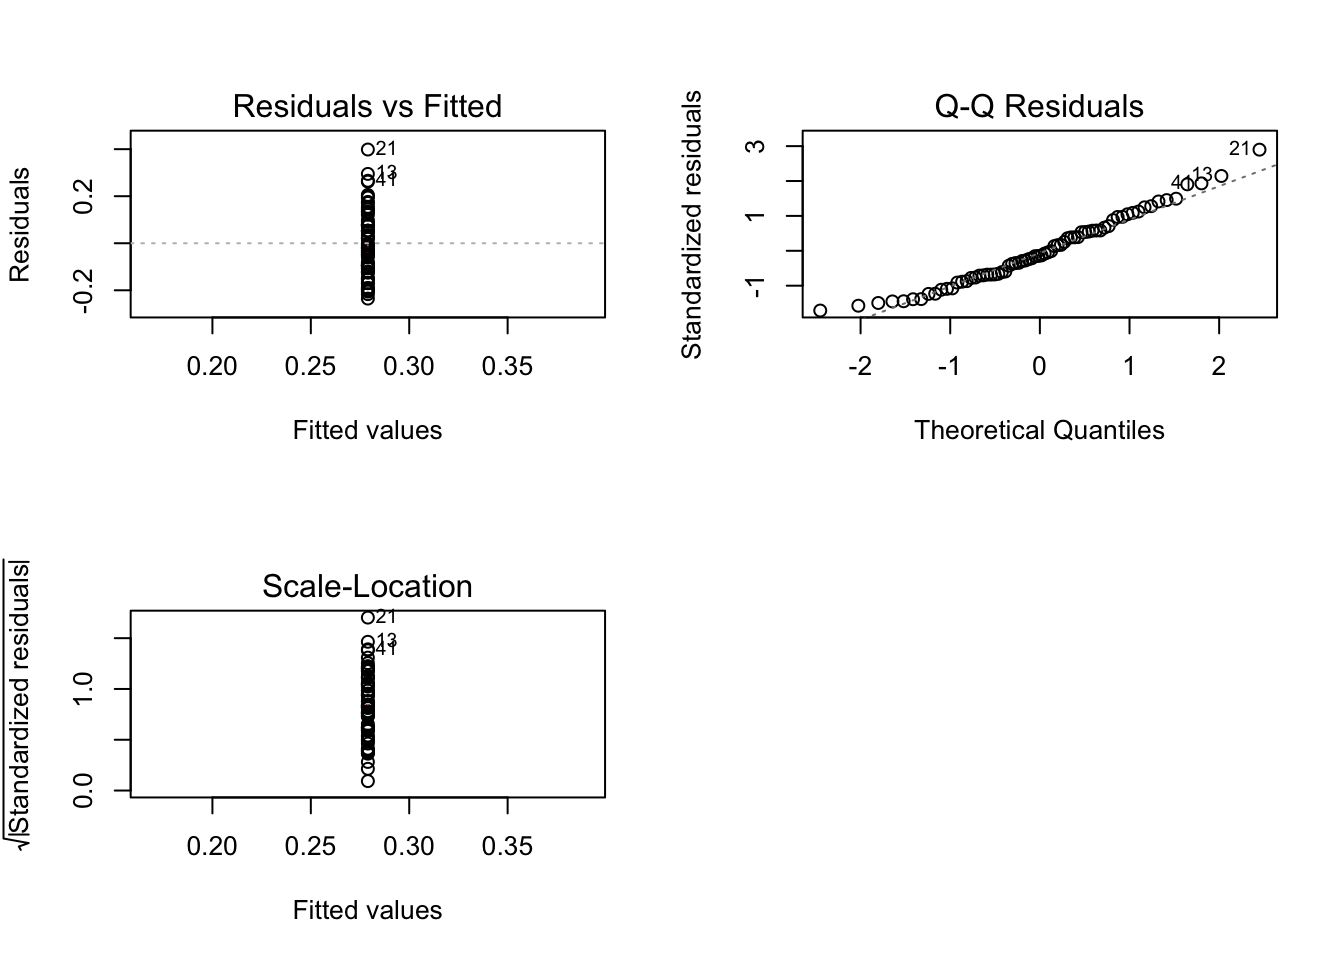 Residuals vs Fitted
Residuals
0.2
-0.2
21
13
41
0.20 0.25 0.30 0.35
Fitted values
Q-Q Residuals
Standardized residuals
3
1
-1
21
13
41
-2 -1 0 1 2
Theoretical Quantiles
Scale-Location
√|Standardized residuals|
1.0
0.0
21
13
41
0.20 0.25 0.30 0.35
Fitted values